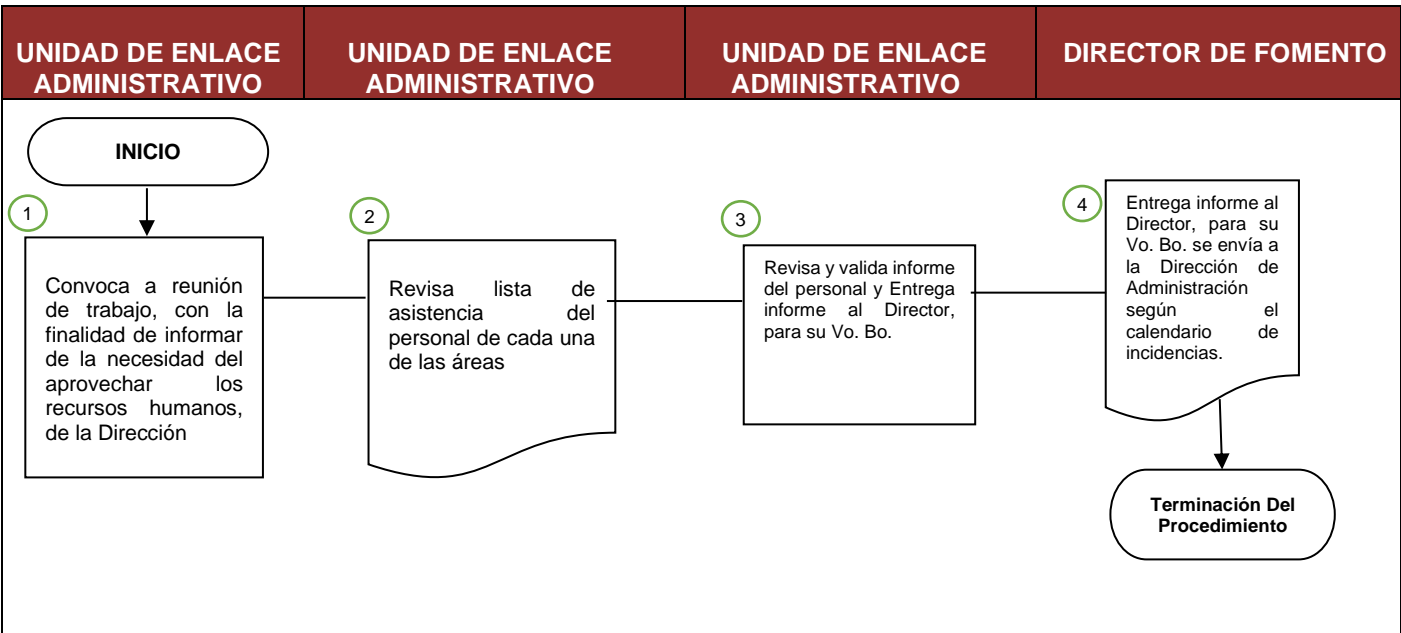 UNIDAD DE ENLACE
ADMINISTRATIVO
UNIDAD DE ENLACE
ADMINISTRATIVO
UNIDAD DE ENLACE
ADMINISTRATIVO
DIRECTOR DE FOMENTO
INICIO
1
Convoca a reunión
de trabajo, con la
finalidad de informar
de la necesidad del
aprovechar los
recursos humanos,
de la Dirección
2
Revisa lista de
asistencia del
personal de cada una
de las áreas
3
Revisa y valida informe
del personal y Entrega
informe al Director,
para su Vo. Bo.
4
Entrega informe al
Director, para su
Vo. Bo. se envía a
la Dirección de
Administración
según el
calendario de
incidencias.
Terminación Del
Procedimiento